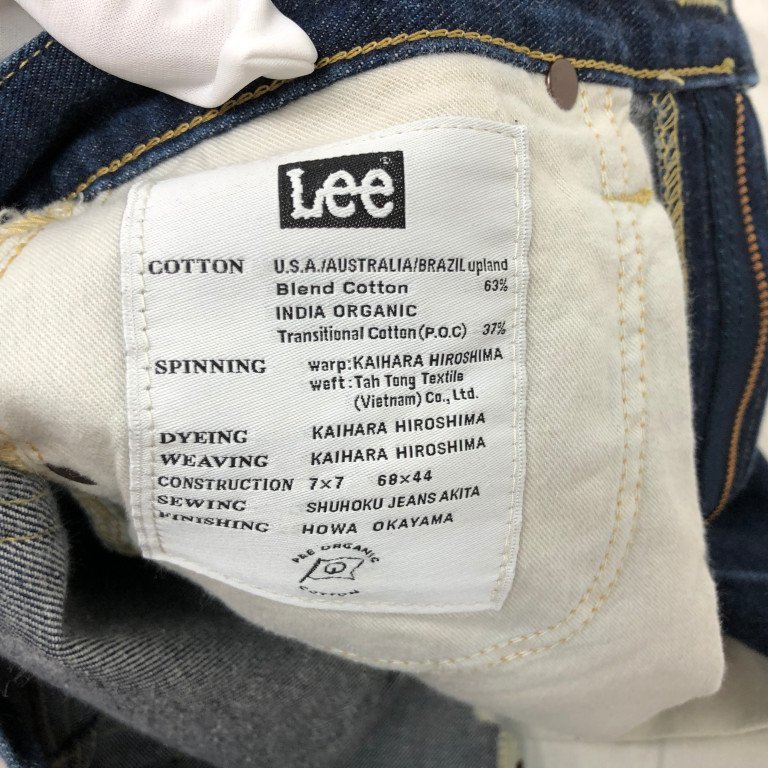 Lee®
COTTON U.S.A./AUSTRALIA/BRAZIL upland
Blend Cotton 63%
INDIA ORGANIC
Transitional Cotton (P.O.C) 37%
SPINNING warp:KAIHARA HIROSHIMA
weft:Tah Tong Textile
(Vietnam) Co., Ltd.
DYEING KAIHARA HIROSHIMA
WEAVING KAIHARA HIROSHIMA
CONSTRUCTION 7×7 68×44
SEWING SHUHOKU JEANS AKITA
FINISHING HOWA OKAYAMA
PRE ORGANIC
COTTON